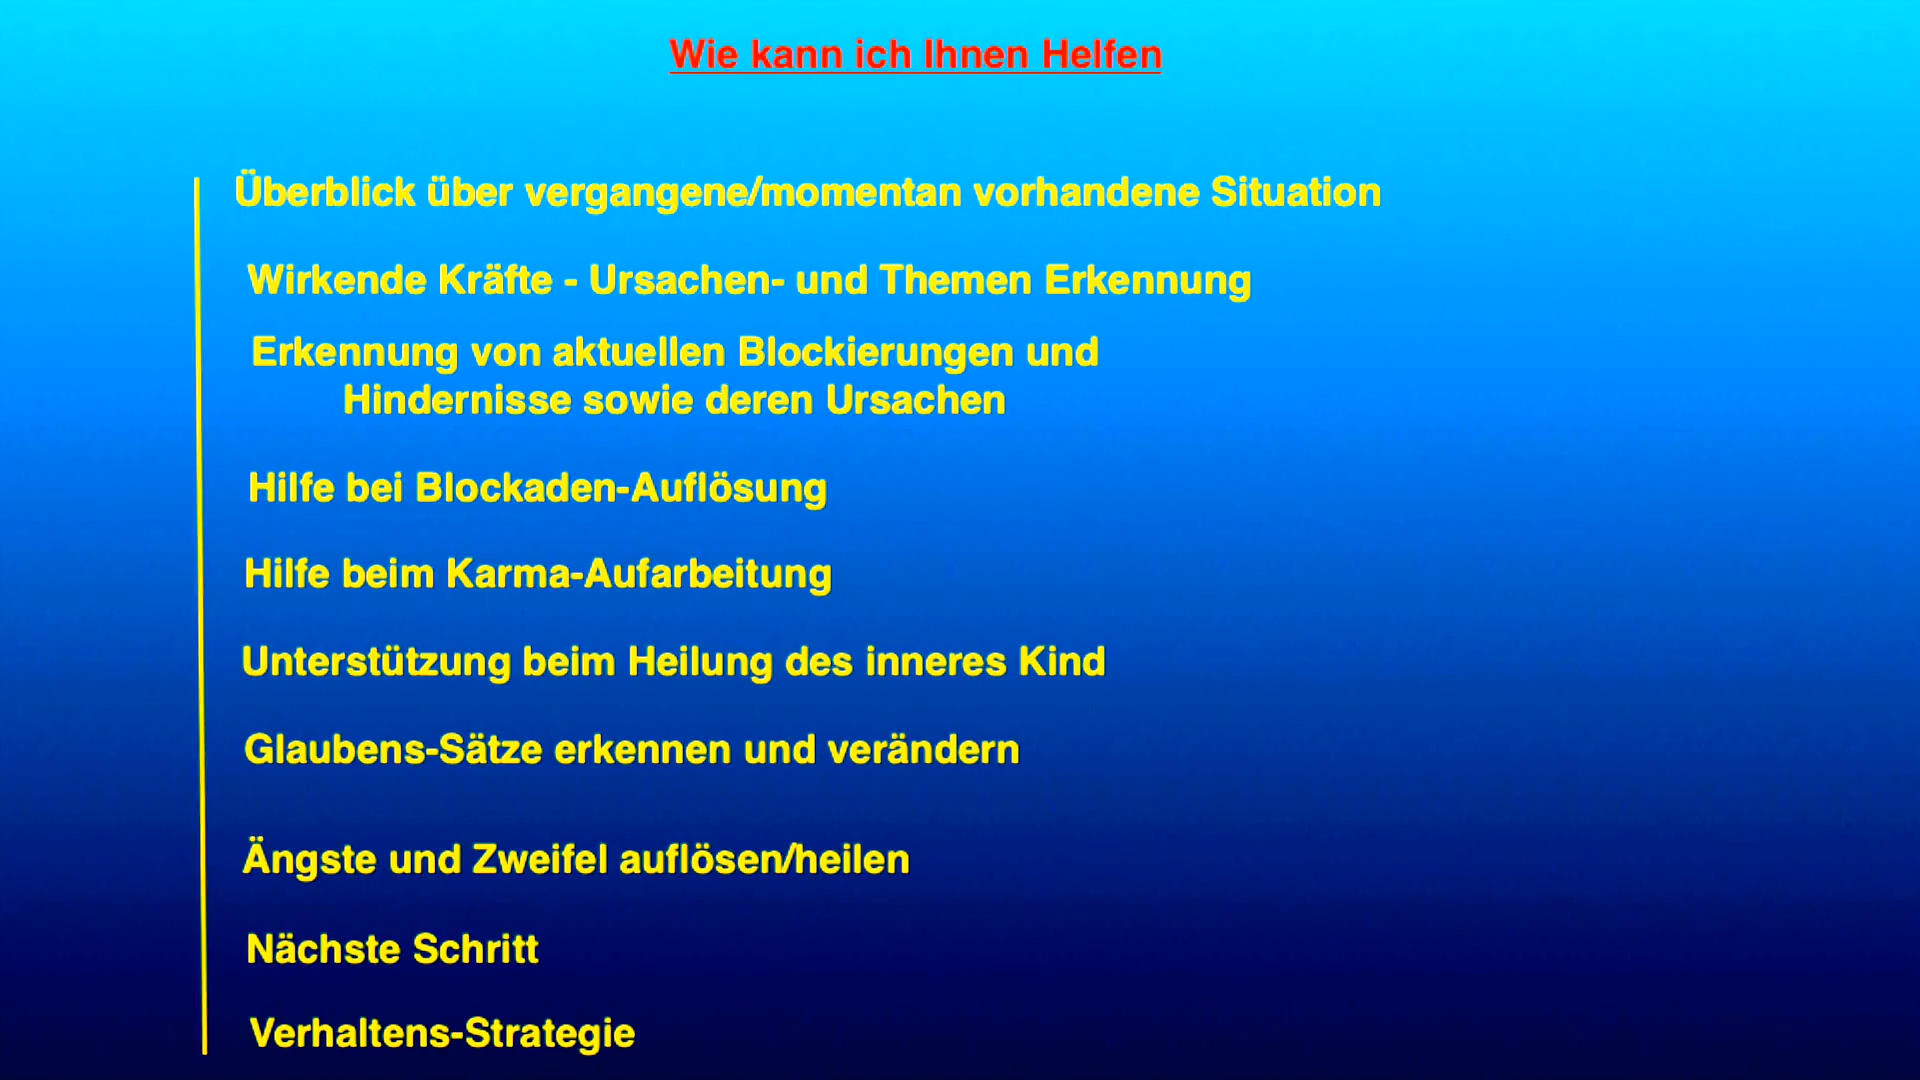 Wie kann ich Ihnen Helfen
Überblick über vergangene/momentan vorhandene Situation
Wirkende Kräfte - Ursachen- und Themen Erkennung
Erkennung von aktuellen Blockierungen und
Hindernisse sowie deren Ursachen
Hilfe bei Blockaden-Auflösung
Hilfe beim Karma-Aufarbeitung
Unterstützung beim Heilung des inneres Kind
Glaubens-Sätze erkennen und verändern
Ängste und Zweifel auflösen/heilen
Nächste Schritt
Verhaltens-Strategie